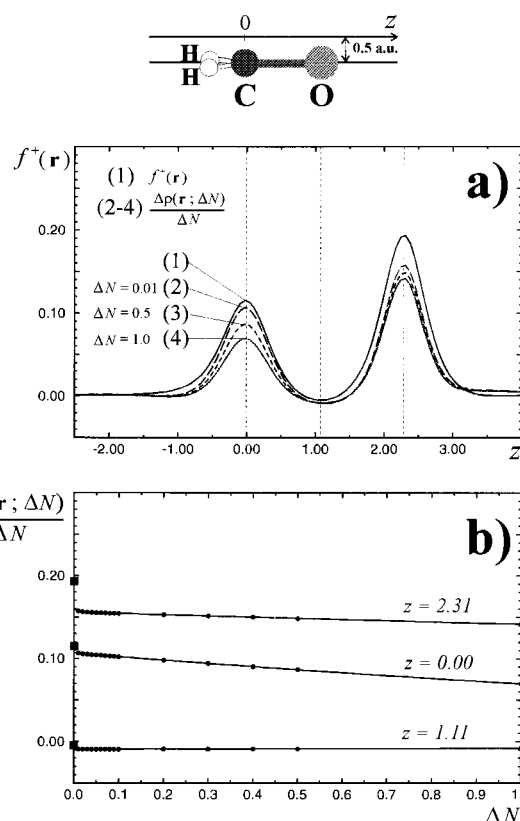 0 z
0.5 a.u.
H
H
C O
f⁺(r)
a)
(1) f⁺(r)
(2-4) Δρ(r ; ΔN) / ΔN
(1)
ΔN = 0.01 (2)
ΔN = 0.5 (3)
ΔN = 1.0 (4)
0.20
0.10
0.00
-2.00 -1.00 0.00 1.00 2.00 3.00 z
r ; ΔN)
ΔN
b)
0.20
z = 2.31
z = 0.00
0.10
z = 1.11
0.00
0.0 0.1 0.2 0.3 0.4 0.5 0.6 0.7 0.8 0.9 1
ΔN